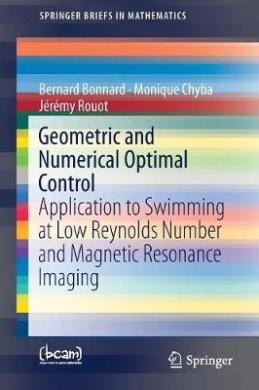 SPRINGER BRIEFS IN MATHEMATICS
Bernard Bonnard · Monique Chyba
Jérémy Rouot
Geometric and
Numerical Optimal
Control
Application to Swimming
at Low Reynolds Number
and Magnetic Resonance
Imaging
(bcam)
Springer